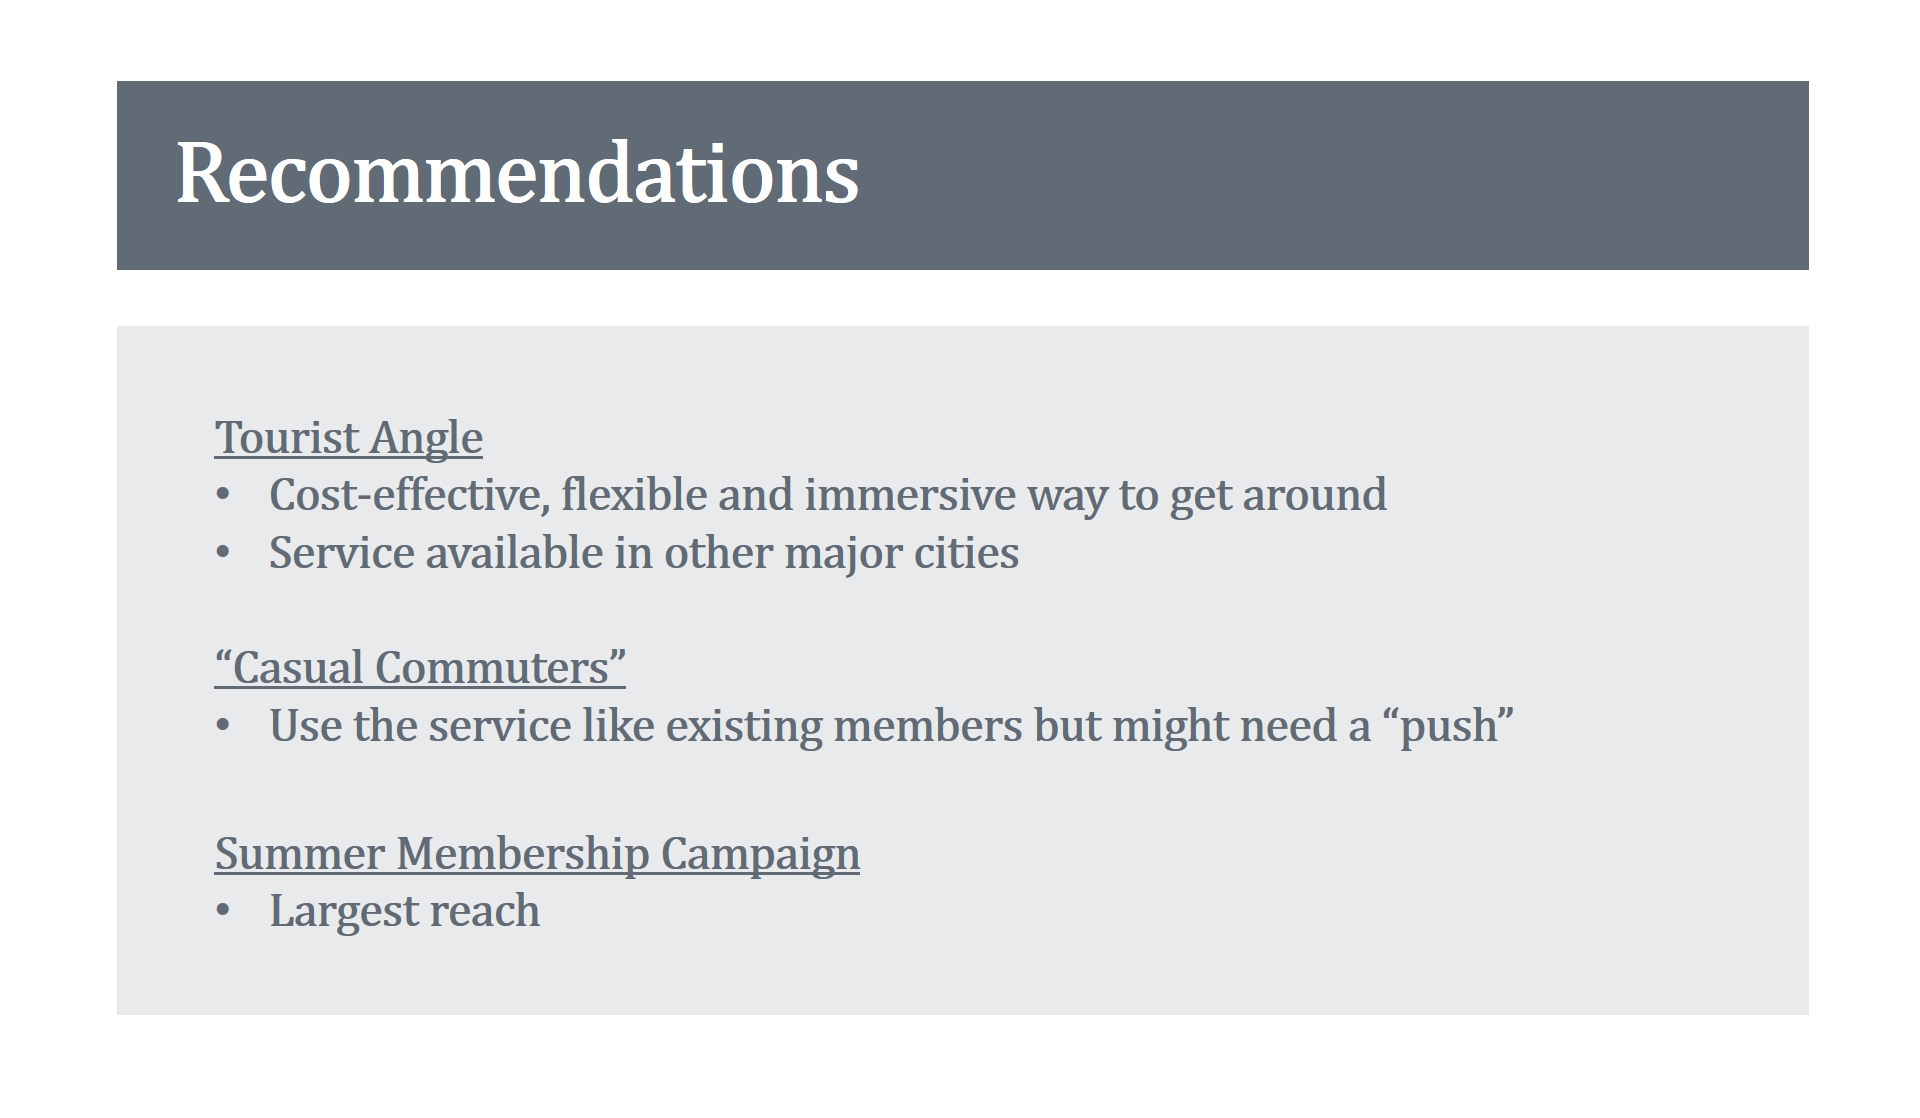 Recommendations
Tourist Angle
• Cost-effective, flexible and immersive way to get around
• Service available in other major cities
“Casual Commuters”
• Use the service like existing members but might need a “push”
Summer Membership Campaign
• Largest reach